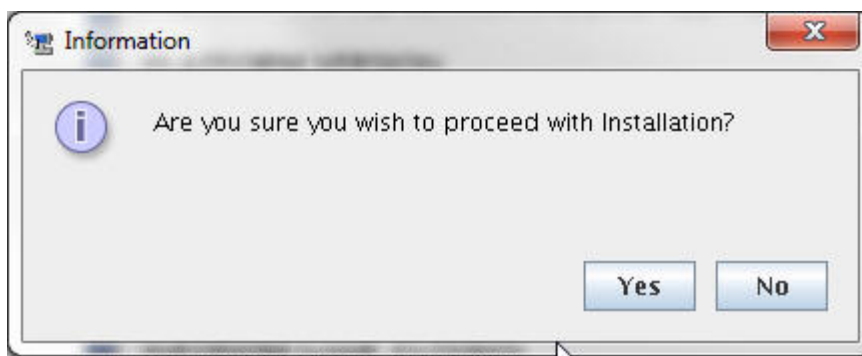 Information
Are you sure you wish to proceed with Installation?
Yes
No